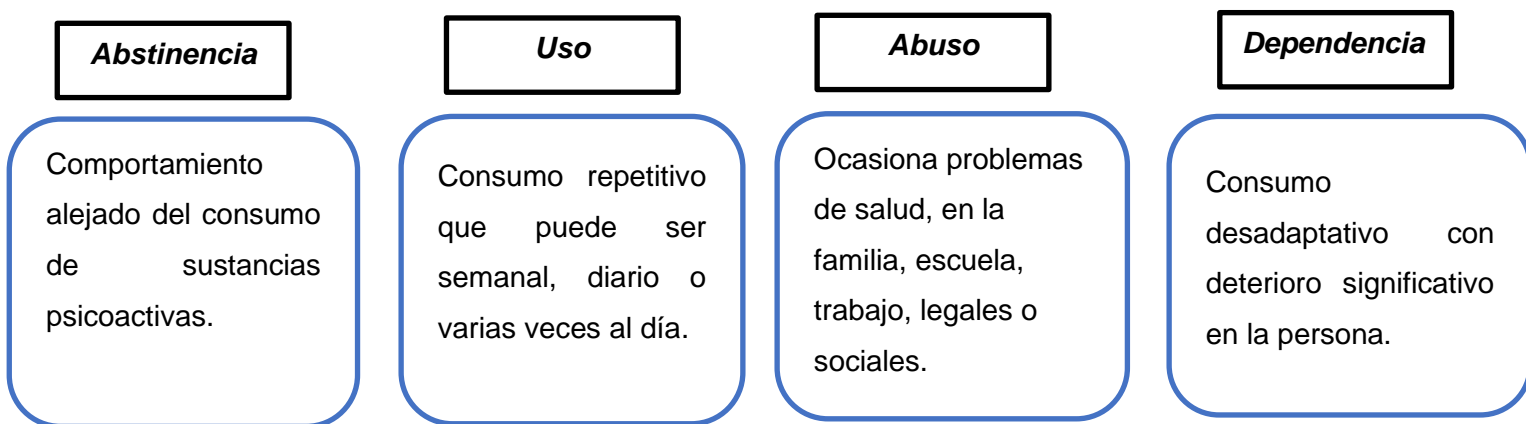 Abstinencia
Comportamiento
alejado del consumo
de sustancias
psicoactivas.
Uso
Consumo repetitivo
que puede ser
semanal, diario o
varias veces al día.
Abuso
Ocasiona problemas
de salud, en la
familia, escuela,
trabajo, legales o
sociales.
Dependencia
Consumo
desadaptativo con
deterioro significativo
en la persona.